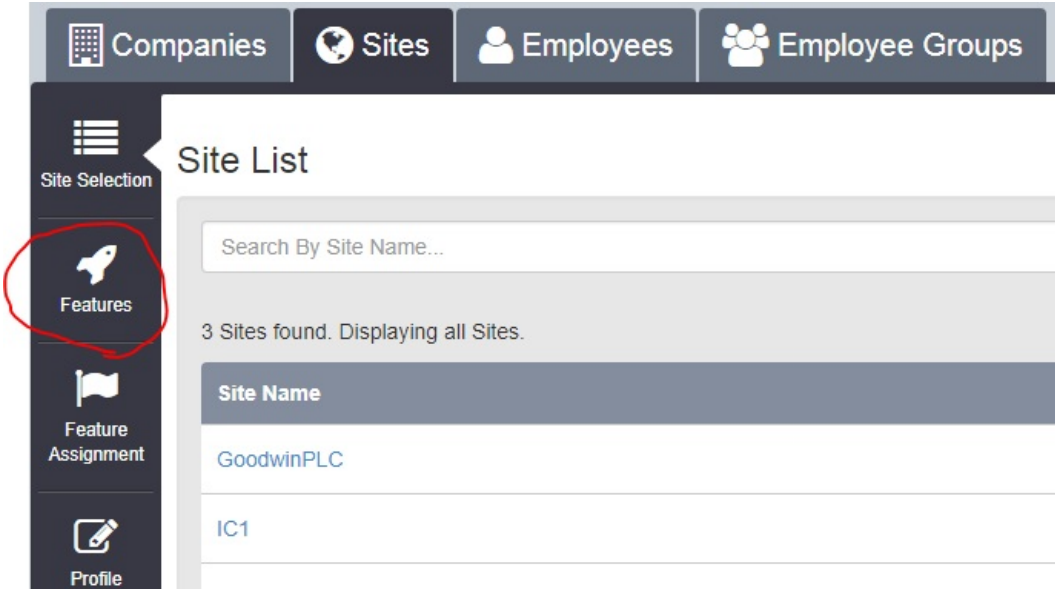 Companies
Sites
Employees
Employee Groups
Site Selection
Features
Feature
Assignment
Profile
Site List
Search By Site Name...
3 Sites found. Displaying all Sites.
Site Name
GoodwinPLC
IC1